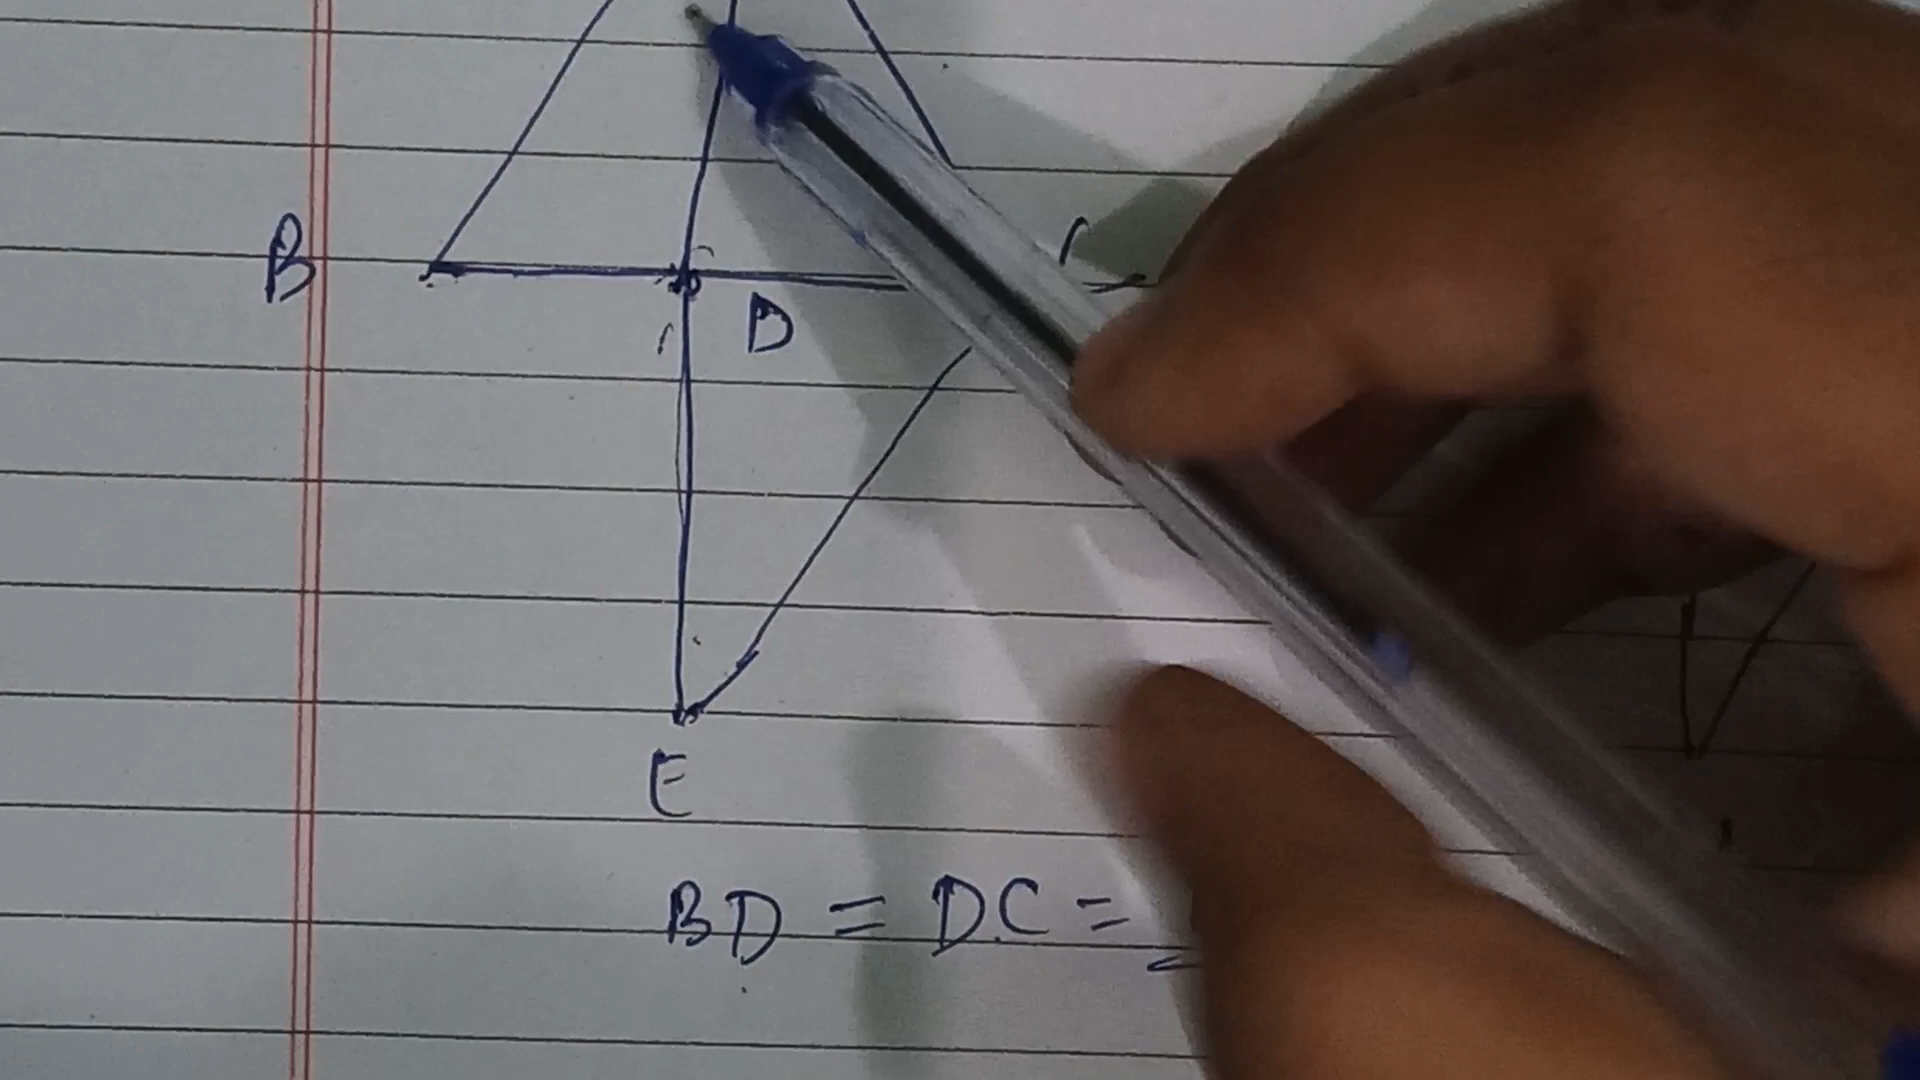 B
D
E
BD = DC =